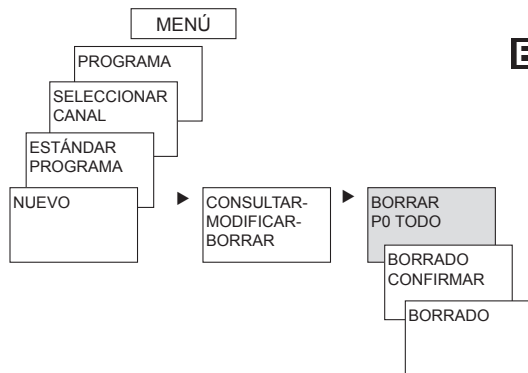 MENÚ
PROGRAMA
SELECCIONAR
CANAL
ESTÁNDAR
PROGRAMA
NUEVO
CONSULTAR-
MODIFICAR-
BORRAR
BORRAR
P0 TODO
BORRADO
CONFIRMAR
BORRADO
E